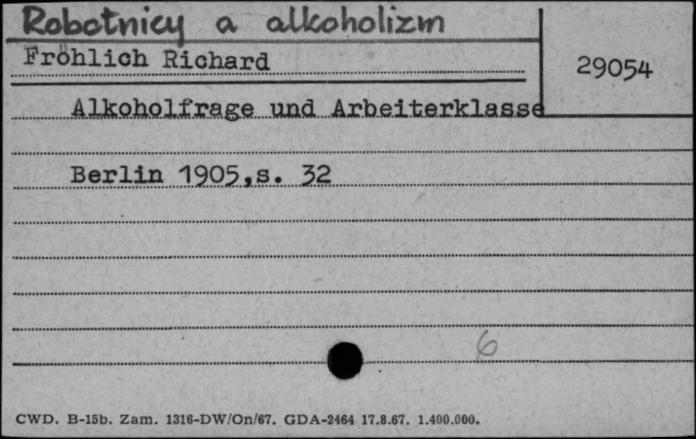 Robotnicy a alkoholizm
Fröhlich Richard
29054
Alkoholfrage und Arbeiterklasse
Berlin 1905,s. 32
6
CWD. B-15b. Zam. 1316-DW/On/67. GDA-2464 17.8.67. 1.400.000.